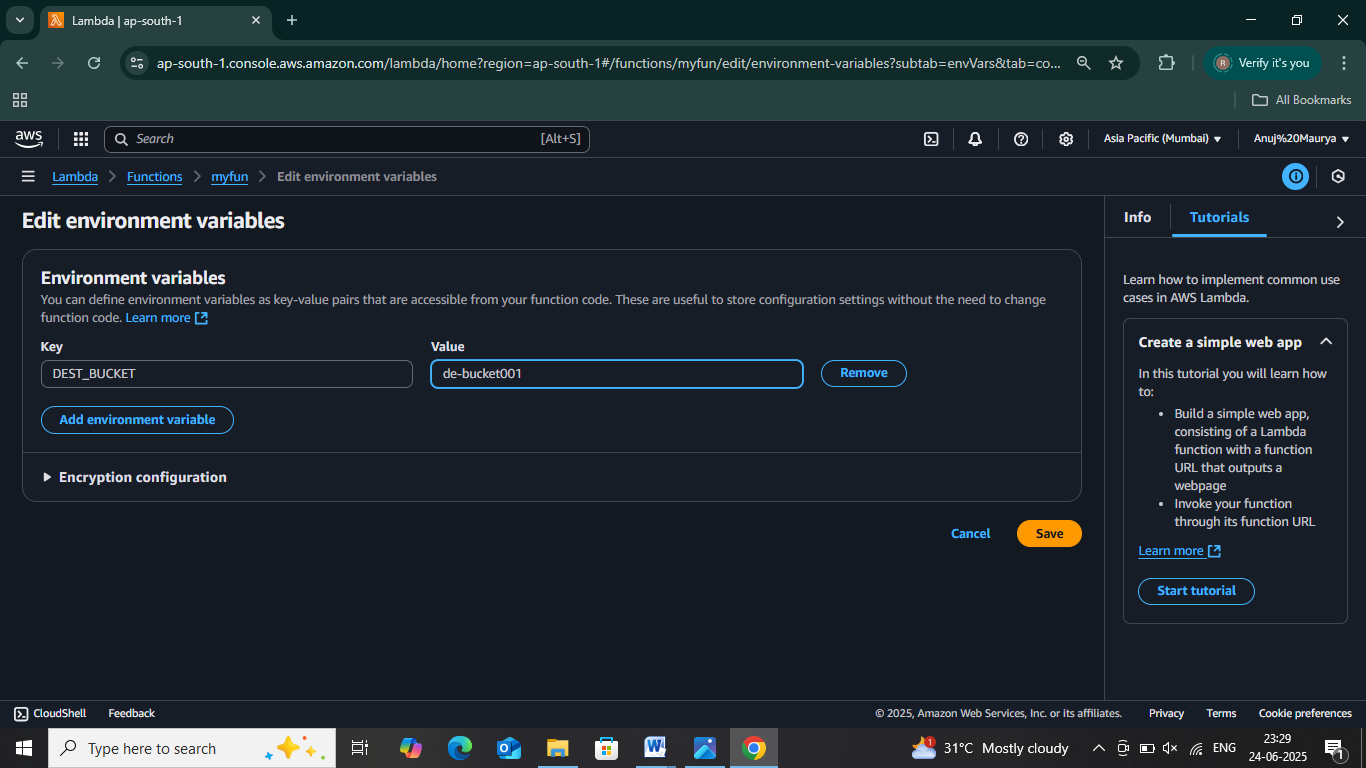 Lambda | ap-south-1
ap-south-1.console.aws.amazon.com/lambda/home?region=ap-south-1#/functions/myfun/edit/environment-variables?subtab=envVars&tab=co...
R
Verify it's you
All Bookmarks
aws
Search
[Alt+S]
Asia Pacific (Mumbai)
Anuj%20Maurya
Lambda
Functions
myfun
Edit environment variables
Edit environment variables
Environment variables
You can define environment variables as key-value pairs that are accessible from your function code. These are useful to store configuration settings without the need to change
function code. Learn more
Key
Value
DEST_BUCKET
de-bucket001
Remove
Add environment variable
Encryption configuration
Cancel
Save
Info
Tutorials
Learn how to implement common use
cases in AWS Lambda.
Create a simple web app
In this tutorial you will learn how
to:
• Build a simple web app,
consisting of a Lambda
function with a function
URL that outputs a
webpage
• Invoke your function
through its function URL
Learn more
Start tutorial
CloudShell
Feedback
© 2025, Amazon Web Services, Inc. or its affiliates.
Privacy
Terms
Cookie preferences
Type here to search
W
1
31°C Mostly cloudy
ENG
23:29
24-06-2025
1